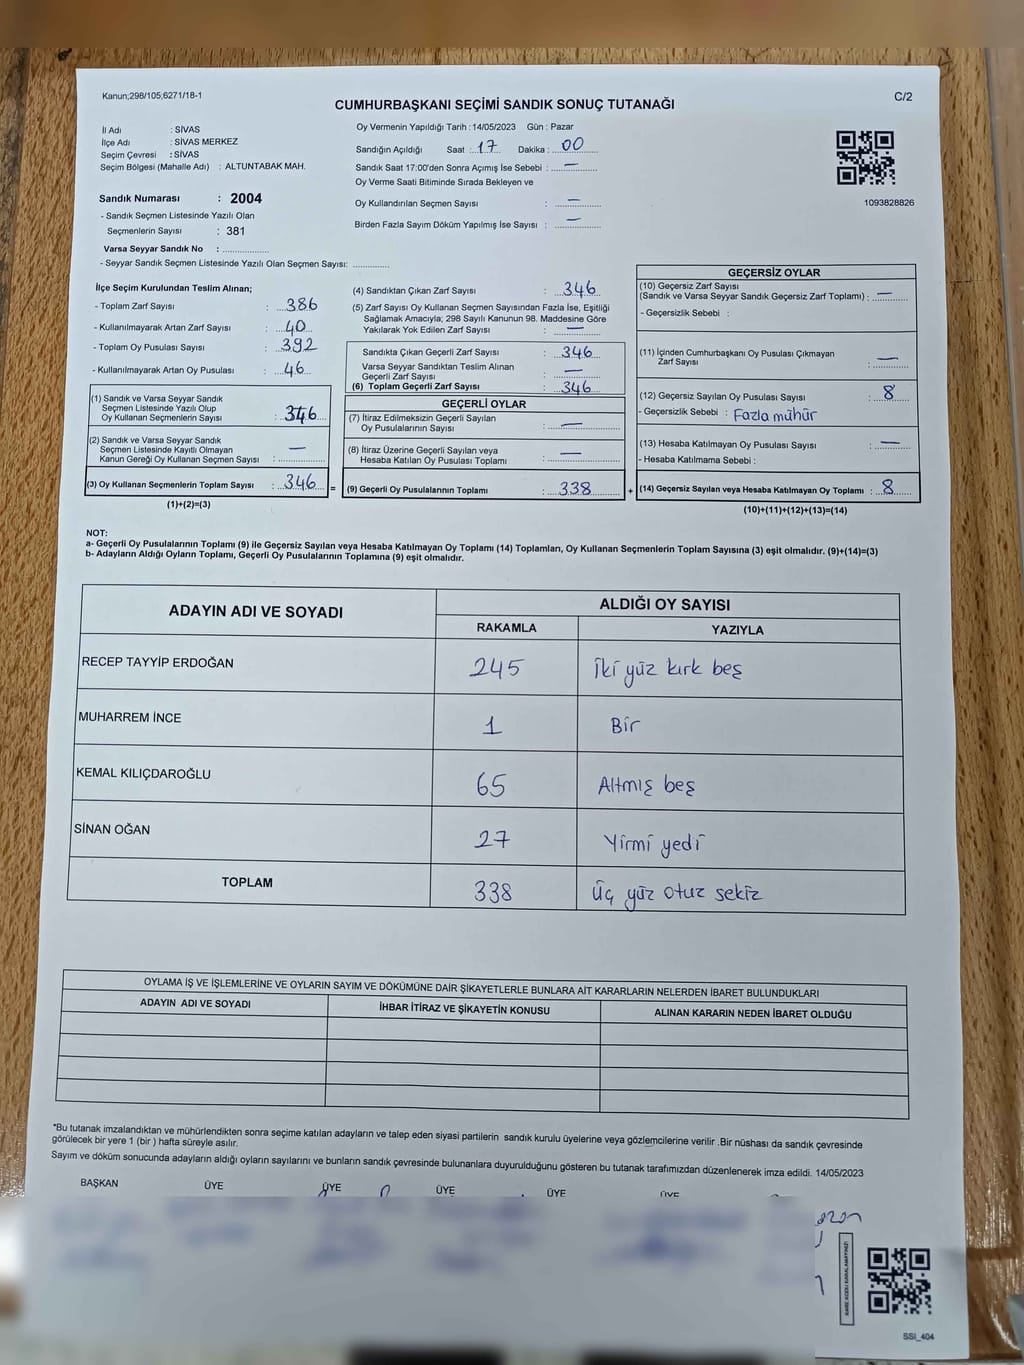 Kanun;298/105;6271/18-1
CUMHURBAŞKANI SEÇİMİ SANDIK SONUÇ TUTANAĞI
C/2
İl Adı : SİVAS
İlçe Adı : SİVAS MERKEZ
Seçim Çevresi : SİVAS
Seçim Bölgesi (Mahalle Adı) : ALTUNTABAK MAH.
Sandık Numarası : 2004
- Sandık Seçmen Listesinde Yazılı Olan
Seçmenlerin Sayısı : 381
Varsa Seyyar Sandık No : ..............
- Seyyar Sandık Seçmen Listesinde Yazılı Olan Seçmen Sayısı: ............
Oy Vermenin Yapıldığı Tarih : 14/05/2023 Gün : Pazar
Sandığın Açıldığı Saat : 17 Dakika : 00
Sandık Saat 17:00'den Sonra Açımış İse Sebebi : —
Oy Verme Saati Bitiminde Sırada Bekleyen ve
Oy Kullandırılan Seçmen Sayısı : —
Birden Fazla Sayım Döküm Yapılmış İse Sayısı : —
1093828826
İlçe Seçim Kurulundan Teslim Alınan;
- Toplam Zarf Sayısı : 386
- Kullanılmayarak Artan Zarf Sayısı : 40
- Toplam Oy Pusulası Sayısı : 392
- Kullanılmayarak Artan Oy Pusulası : 46
(1) Sandık ve Varsa Seyyar Sandık
Seçmen Listesinde Yazılı Olup
Oy Kullanan Seçmenlerin Sayısı : 346
(2) Sandık ve Varsa Seyyar Sandık
Seçmen Listesinde Kayıtlı Olmayan
Kanun Gereği Oy Kullanan Seçmen Sayısı : —
(3) Oy Kullanan Seçmenlerin Toplam Sayısı : 346 =
(1)+(2)=(3)
(4) Sandıktan Çıkan Zarf Sayısı : 346
(5) Zarf Sayısı Oy Kullanan Seçmen Sayısından Fazla İse, Eşitliği
Sağlamak Amacıyla; 298 Sayılı Kanunun 98. Maddesine Göre
Yakılarak Yok Edilen Zarf Sayısı : —
Sandıkta Çıkan Geçerli Zarf Sayısı : 346
Varsa Seyyar Sandıktan Teslim Alınan
Geçerli Zarf Sayısı : —
(6) Toplam Geçerli Zarf Sayısı : 346
GEÇERLİ OYLAR
(7) İtiraz Edilmeksizin Geçerli Sayılan
Oy Pusulalarının Sayısı : —
(8) İtiraz Üzerine Geçerli Sayılan veya
Hesaba Katılan Oy Pusulası Toplamı : —
(9) Geçerli Oy Pusulalarının Toplamı : 338 +
GEÇERSİZ OYLAR
(10) Geçersiz Zarf Sayısı
(Sandık ve Varsa Seyyar Sandık Geçersiz Zarf Toplamı) : —
- Geçersizlik Sebebi :
(11) İçinden Cumhurbaşkanı Oy Pusulası Çıkmayan
Zarf Sayısı : —
(12) Geçersiz Sayılan Oy Pusulası Sayısı : 8
- Geçersizlik Sebebi : Fazla mühür
(13) Hesaba Katılmayan Oy Pusulası Sayısı : —
- Hesaba Katılmama Sebebi :
(14) Geçersiz Sayılan veya Hesaba Katılmayan Oy Toplamı : 8
(10)+(11)+(12)+(13)=(14)
NOT:
a- Geçerli Oy Pusulalarının Toplamı (9) ile Geçersiz Sayılan veya Hesaba Katılmayan Oy Toplamı (14) Toplamları, Oy Kullanan Seçmenlerin Toplam Sayısına (3) eşit olmalıdır. (9)+(14)=(3)
b- Adayların Aldığı Oyların Toplamı, Geçerli Oy Pusulalarının Toplamına (9) eşit olmalıdır.
ADAYIN ADI VE SOYADI ALDIĞI OY SAYISI
RAKAMLA YAZIYLA
RECEP TAYYİP ERDOĞAN 245 İki yüz kırk beş
MUHARREM İNCE 1 Bir
KEMAL KILIÇDAROĞLU 65 Altmış beş
SİNAN OĞAN 27 Yirmi yedi
TOPLAM 338 Üç yüz otuz sekiz
OYLAMA İŞ VE İŞLEMLERİNE VE OYLARIN SAYIM VE DÖKÜMÜNE DAİR ŞİKAYETLERLE BUNLARA AİT KARARLARIN NELERDEN İBARET BULUNDUKLARI
ADAYIN ADI VE SOYADI İHBAR İTİRAZ VE ŞİKAYETİN KONUSU ALINAN KARARIN NEDEN İBARET OLDUĞU
*Bu tutanak imzalandıktan ve mühürlendikten sonra seçime katılan adayların ve talep eden siyasi partilerin sandık kurulu üyelerine veya gözlemcilerine verilir .Bir nüshası da sandık çevresinde
görülecek bir yere 1 (bir ) hafta süreyle asılır.
Sayım ve döküm sonucunda adayların aldığı oyların sayılarını ve bunların sandık çevresinde bulunanlara duyurulduğunu gösteren bu tutanak tarafımızdan düzenlenerek imza edildi. 14/05/2023
BAŞKAN ÜYE ÜYE ÜYE ÜYE ÜYE
KARE KODU KARALAMAYINIZ!
SSI_404